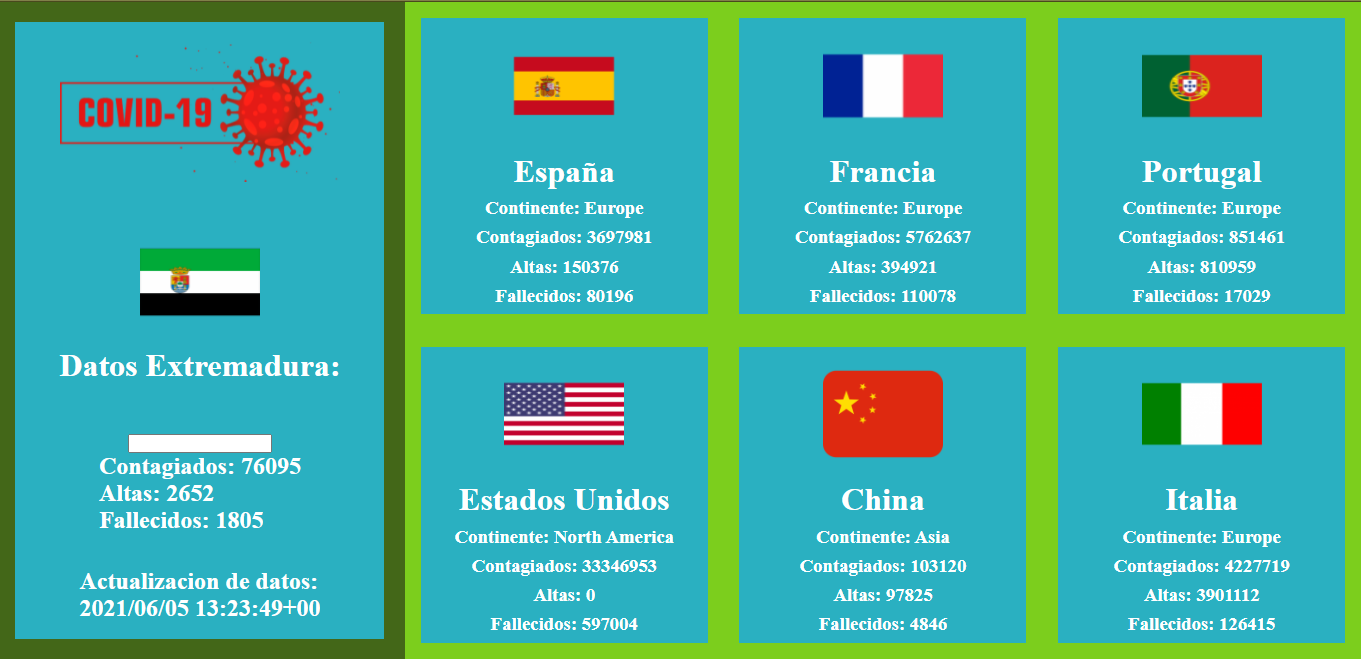 COVID-19
Datos Extremadura:
Contagiados: 76095
Altas: 2652
Fallecidos: 1805
Actualizacion de datos:
2021/06/05 13:23:49+00
España
Continente: Europe
Contagiados: 3697981
Altas: 150376
Fallecidos: 80196
Francia
Continente: Europe
Contagiados: 5762637
Altas: 394921
Fallecidos: 110078
Portugal
Continente: Europe
Contagiados: 851461
Altas: 810959
Fallecidos: 17029
Estados Unidos
Continente: North America
Contagiados: 33346953
Altas: 0
Fallecidos: 597004
China
Continente: Asia
Contagiados: 103120
Altas: 97825
Fallecidos: 4846
Italia
Continente: Europe
Contagiados: 4227719
Altas: 3901112
Fallecidos: 126415